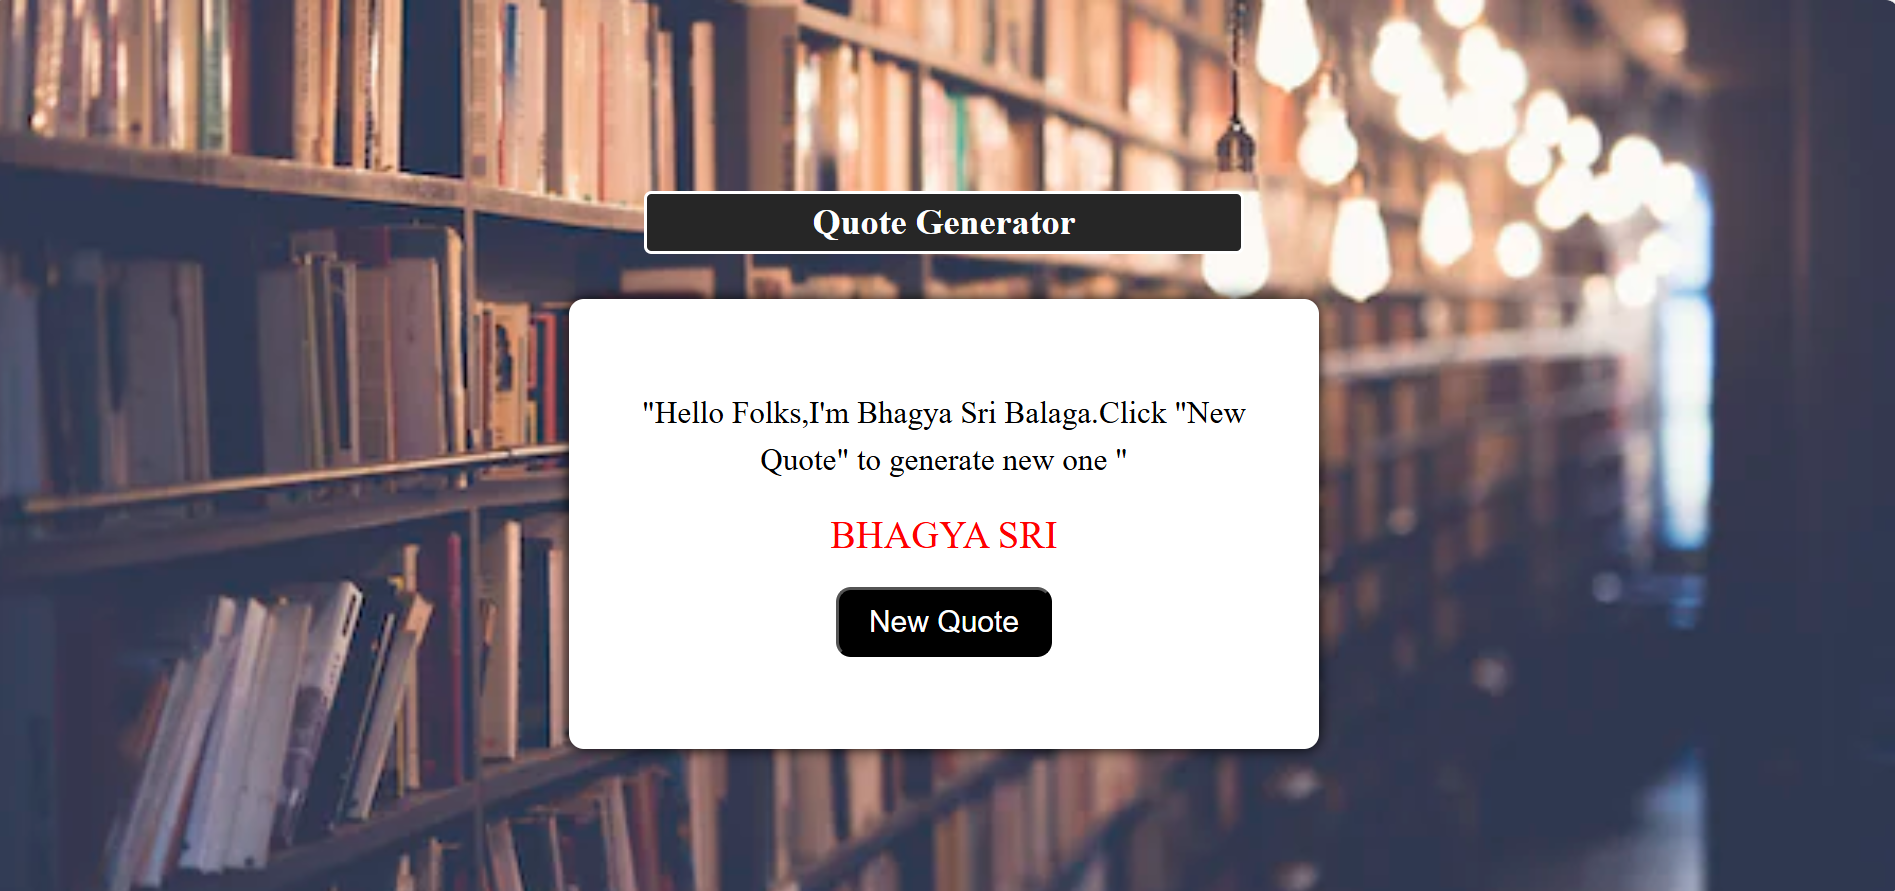 Quote Generator
"Hello Folks,I'm Bhagya Sri Balaga.Click "New
Quote" to generate new one "
BHAGYA SRI
New Quote